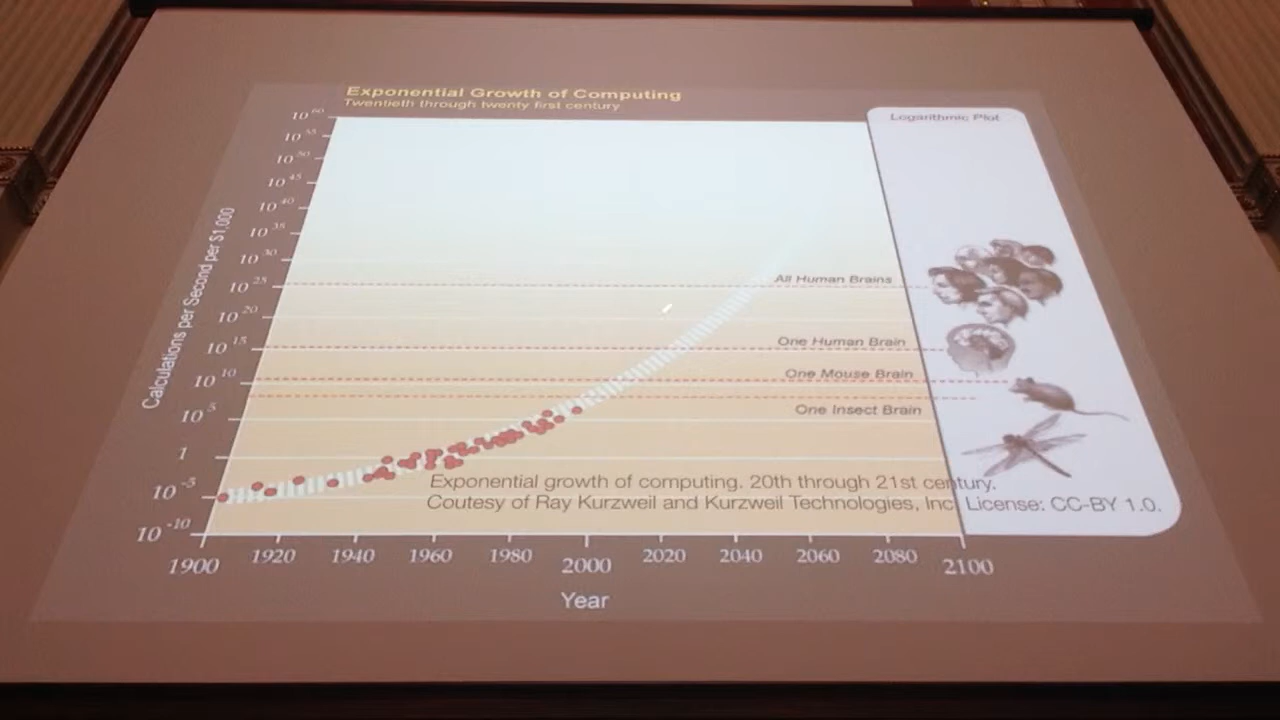 Exponential Growth of Computing
Twentieth through twenty first century
Logarithmic Plot
10 60
10 55
10 50
10 45
10 40
10 35
10 30
10 25
10 20
10 15
10 10
10 5
1
10 -5
10 -10
Calculations per Second per $1,000
All Human Brains
One Human Brain
One Mouse Brain
One Insect Brain
Exponential growth of computing. 20th through 21st century.
Coutesy of Ray Kurzweil and Kurzweil Technologies, Inc. License: CC-BY 1.0.
1900 1920 1940 1960 1980 2000 2020 2040 2060 2080 2100
Year